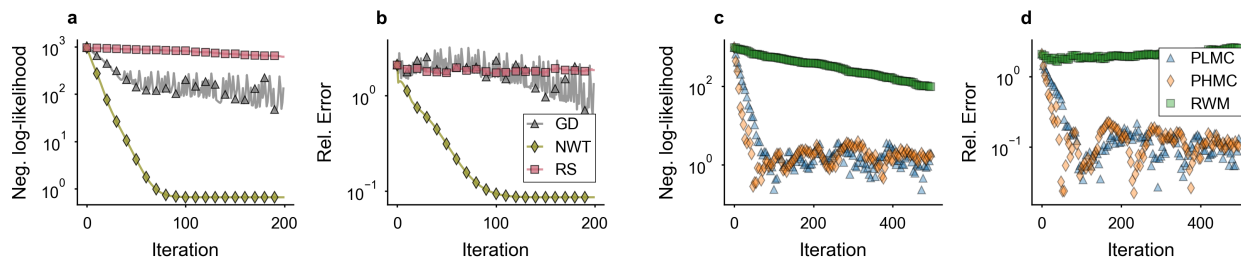 a
b
c
d
10³
10²
10¹
10⁰
Neg. log-likelihood
0
100
200
Iteration
10⁰
10⁻¹
Rel. Error
GD
NWT
RS
0
100
200
Iteration
10²
10⁰
Neg. log-likelihood
0
200
400
Iteration
10⁰
10⁻¹
Rel. Error
PLMC
PHMC
RWM
0
200
400
Iteration